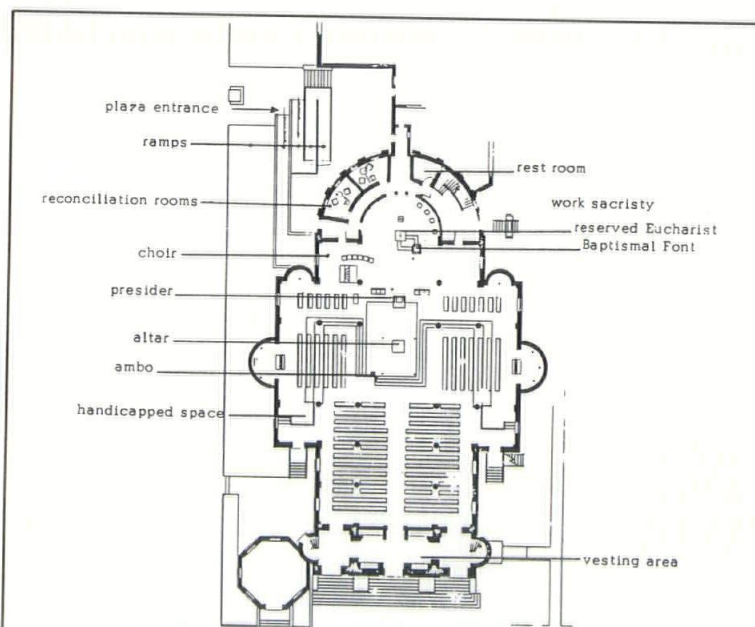 plaza entrance
ramps
reconciliation rooms
choir
presider
altar
ambo
handicapped space
rest room
work sacristy
reserved Eucharist
Baptismal Font
vesting area